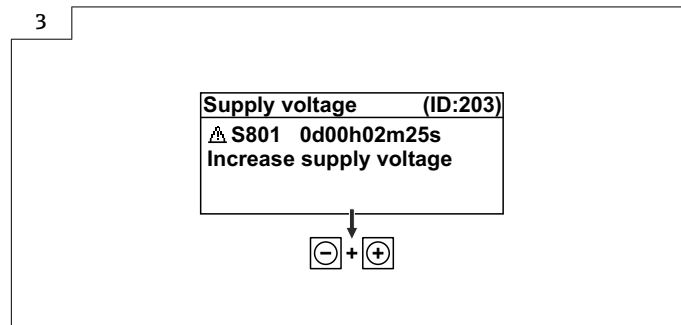 3
Supply voltage (ID:203)
⚠ S801 0d00h02m25s
Increase supply voltage
⊖ + ⊕